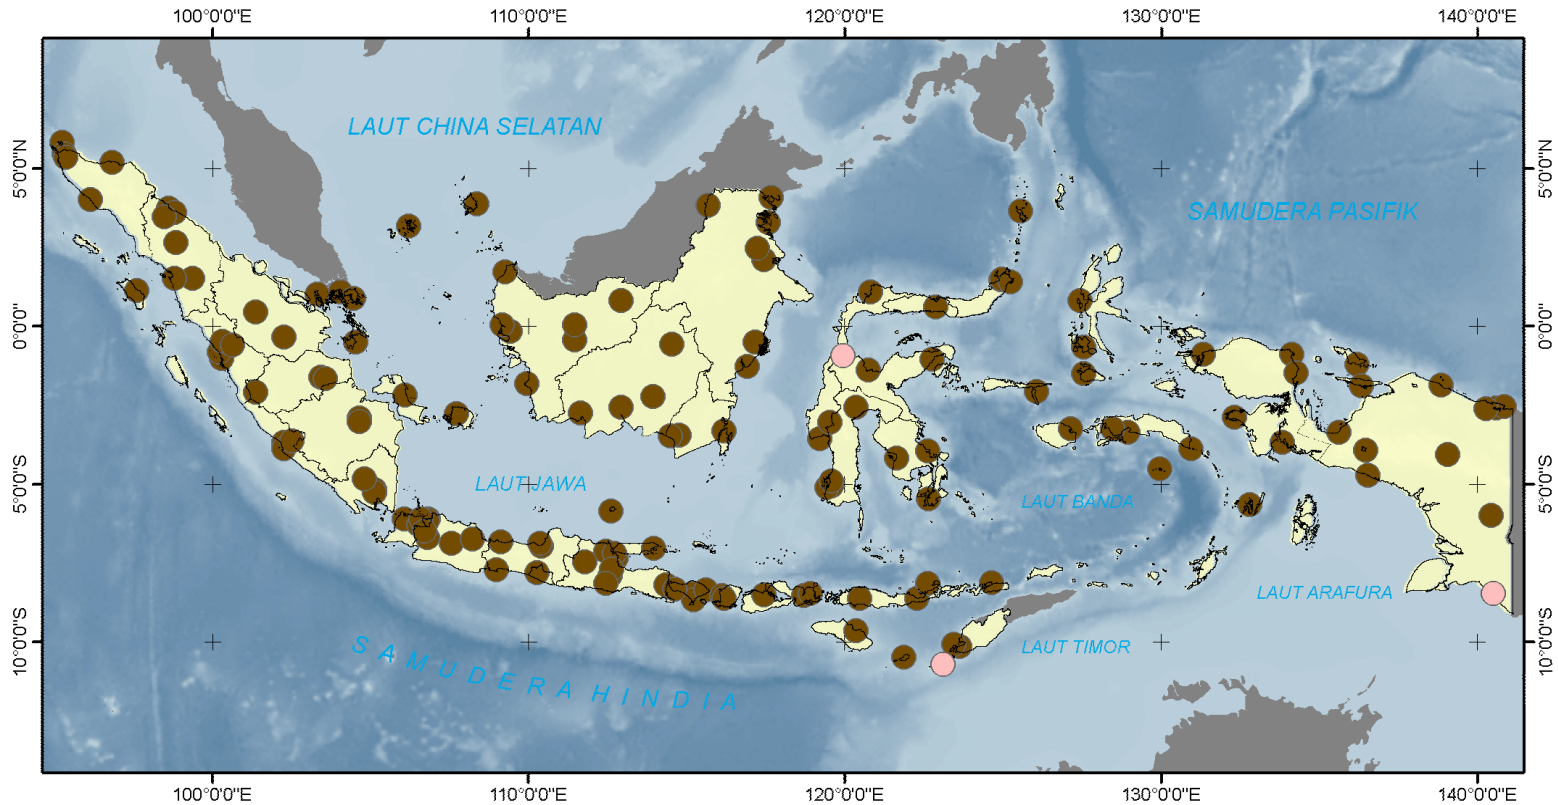 100°0'0"E 110°0'0"E 120°0'0"E 130°0'0"E 140°0'0"E
LAUT CHINA SELATAN
5°0'0"N 5°0'0"N
SAMUDERA PASIFIK
0°0'0" 0°0'0"
LAUT JAWA
5°0'0"S 5°0'0"S
LAUT BANDA
LAUT ARAFURA
10°0'0"S 10°0'0"S
LAUT TIMOR
SAMUDERA HINDIA
100°0'0"E 110°0'0"E 120°0'0"E 130°0'0"E 140°0'0"E